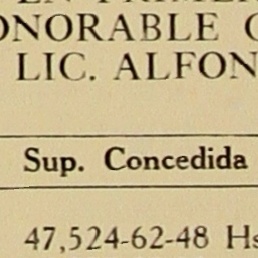 ONORABLE
LIC. ALFON
Sup. Concedida
47,524-62-48 Hs